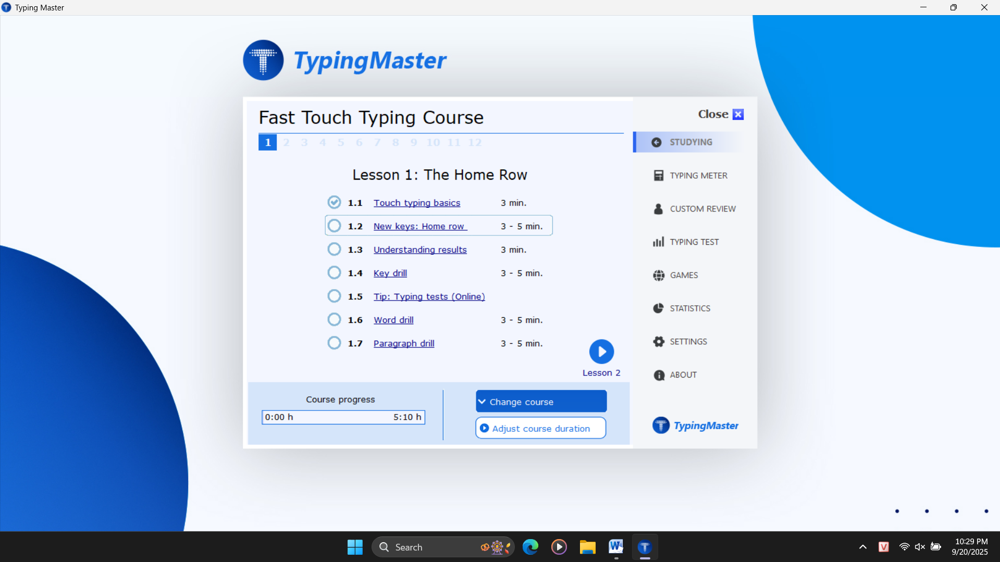 Typing Master
TypingMaster
Fast Touch Typing Course
Close
1 2 3 4 5 6 7 8 9 10 11 12
STUDYING
Lesson 1: The Home Row
TYPING METER
1.1 Touch typing basics 3 min.
CUSTOM REVIEW
1.2 New keys: Home row 3 - 5 min.
TYPING TEST
1.3 Understanding results 3 min.
1.4 Key drill 3 - 5 min.
GAMES
1.5 Tip: Typing tests (Online)
STATISTICS
1.6 Word drill 3 - 5 min.
SETTINGS
1.7 Paragraph drill 3 - 5 min.
Lesson 2
ABOUT
Course progress
Change course
0:00 h 5:10 h
Adjust course duration
TypingMaster
Search
10:29 PM
9/20/2025